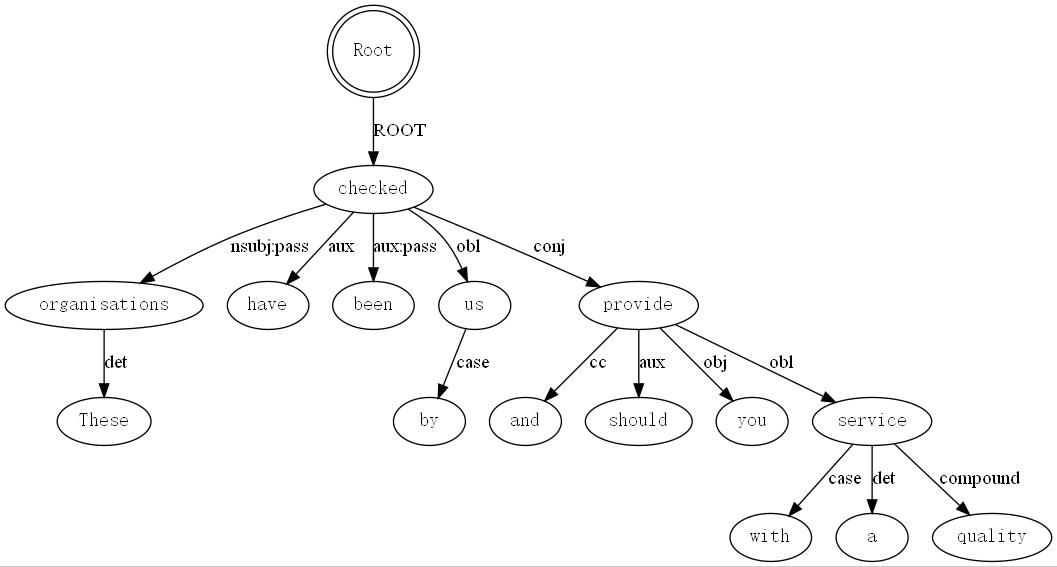 Root
ROOT
checked
nsubj:pass aux aux:pass obl conj
organisations have been us provide
det case cc aux obj obl
These by and should you service
case det compound
with a quality